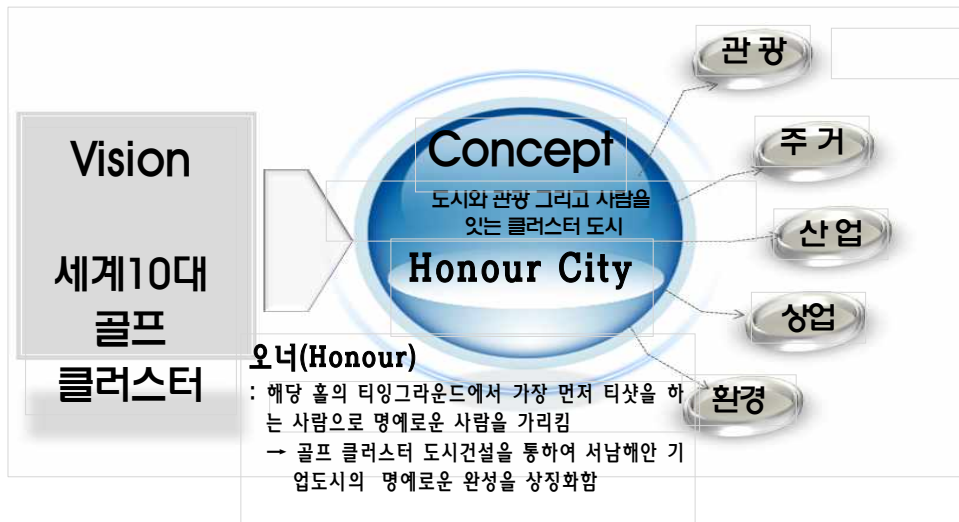 Vision
세계10대
골프
클러스터
Concept
도시와 관광 그리고 사람을
잇는 클러스터 도시
Honour City
오너(Honour)
: 해당 홀의 티잉그라운드에서 가장 먼저 티샷을 하
는 사람으로 명예로운 사람을 가리킴
→ 골프 클러스터 도시건설을 통하여 서남해안 기
업도시의 명예로운 완성을 상징화함
관 광
주 거
산 업
상업
환경